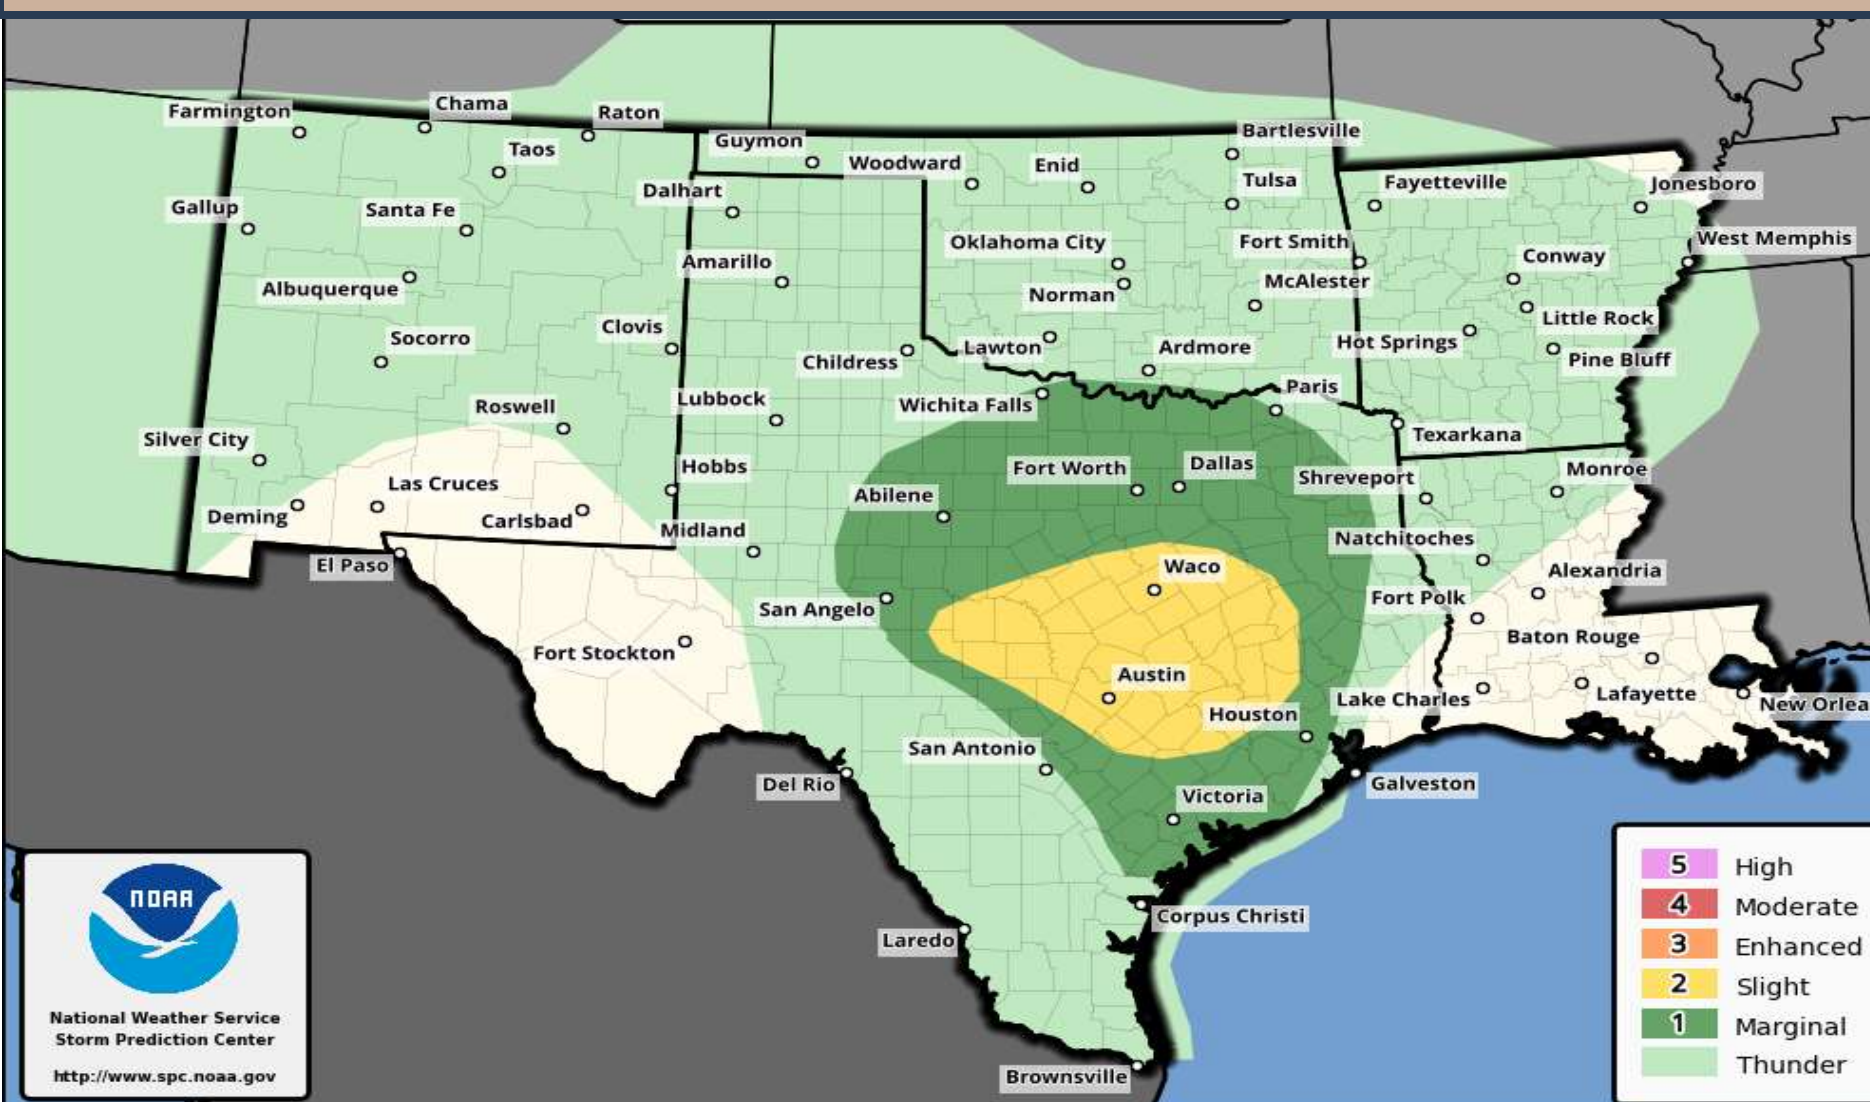 Farmington
Chama
Raton
Taos
Guymon
Woodward
Enid
Bartlesville
Tulsa
Fayetteville
Jonesboro
Gallup
Santa Fe
Dalhart
Oklahoma City
Fort Smith
Conway
West Memphis
Albuquerque
Amarillo
Norman
McAlester
Little Rock
Socorro
Clovis
Childress
Lawton
Ardmore
Hot Springs
Pine Bluff
Roswell
Lubbock
Wichita Falls
Paris
Texarkana
Silver City
Hobbs
Fort Worth
Dallas
Shreveport
Monroe
Las Cruces
Abilene
Deming
Carlsbad
Midland
Natchitoches
El Paso
Waco
Alexandria
San Angelo
Fort Polk
Fort Stockton
Baton Rouge
Austin
Lake Charles
Lafayette
New Orlea
Houston
San Antonio
Del Rio
Victoria
Galveston
Corpus Christi
Laredo
Brownsville
NOAA
National Weather Service
Storm Prediction Center
http://www.spc.noaa.gov
5 High
4 Moderate
3 Enhanced
2 Slight
1 Marginal
Thunder